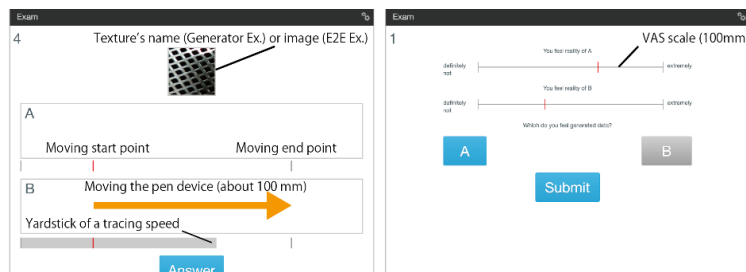 Exam
4
Texture's name (Generator Ex.) or image (E2E Ex.)
A
Moving start point
Moving end point
B
Moving the pen device (about 100 mm)
Yardstick of a tracing speed
Answer
Exam
1
VAS scale (100mm
You feel reality of A
definitely
not
extremely
You feel reality of B
definitely
not
extremely
Which do you feel generated data?
A
B
Submit